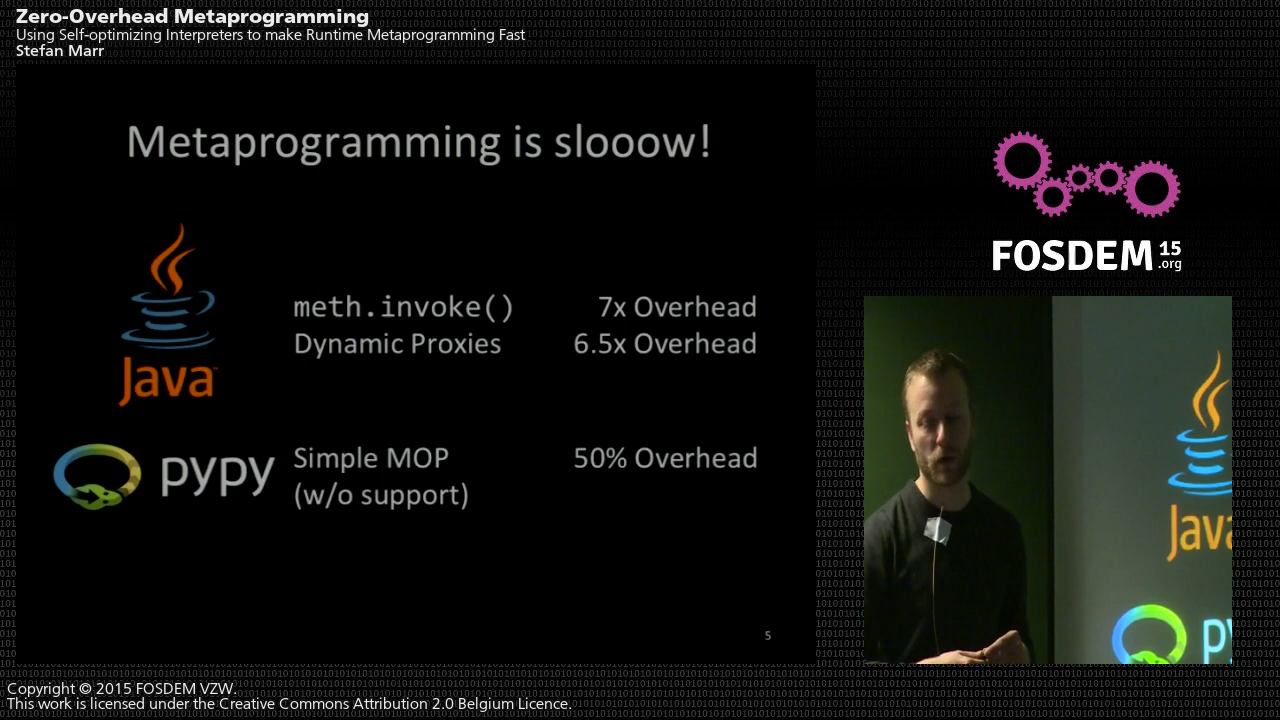 Zero-Overhead Metaprogramming
Using Self-optimizing Interpreters to make Runtime Metaprogramming Fast
Stefan Marr
Metaprogramming is slooow!
meth.invoke() 7x Overhead
Dynamic Proxies 6.5x Overhead
Java™
pypy
Simple MOP 50% Overhead
(w/o support)
5
FOSDEM 15
.org
Java
py
Copyright © 2015 FOSDEM VZW.
This work is licensed under the Creative Commons Attribution 2.0 Belgium Licence.